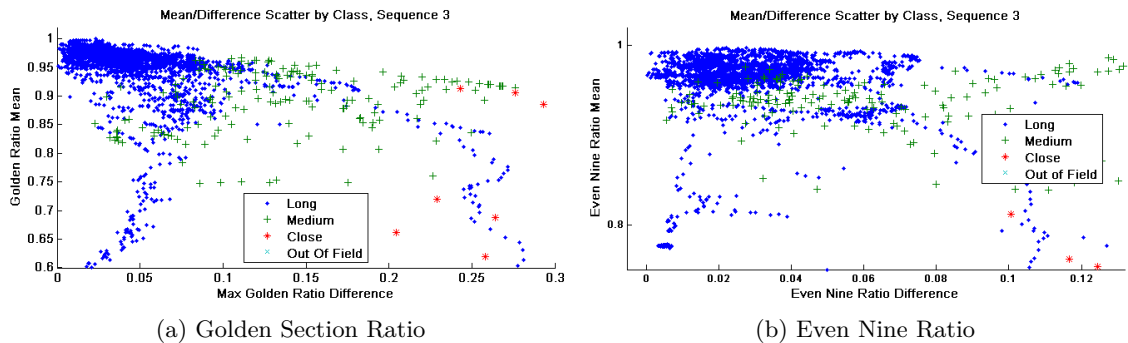 Mean/Difference Scatter by Class, Sequence 3
Golden Ratio Mean
1
0.95
0.9
0.85
0.8
0.75
0.7
0.65
0.6
Long
Medium
Close
Out Of Field
0.05
0.1
0.15
0.2
0.25
0.3
Max Golden Ratio Difference
(a) Golden Section Ratio
Mean/Difference Scatter by Class, Sequence 3
Even Nine Ratio Mean
1
0.8
Long
Medium
Close
Out of Field
0
0.02
0.04
0.06
0.08
0.1
0.12
Even Nine Ratio Difference
(b) Even Nine Ratio